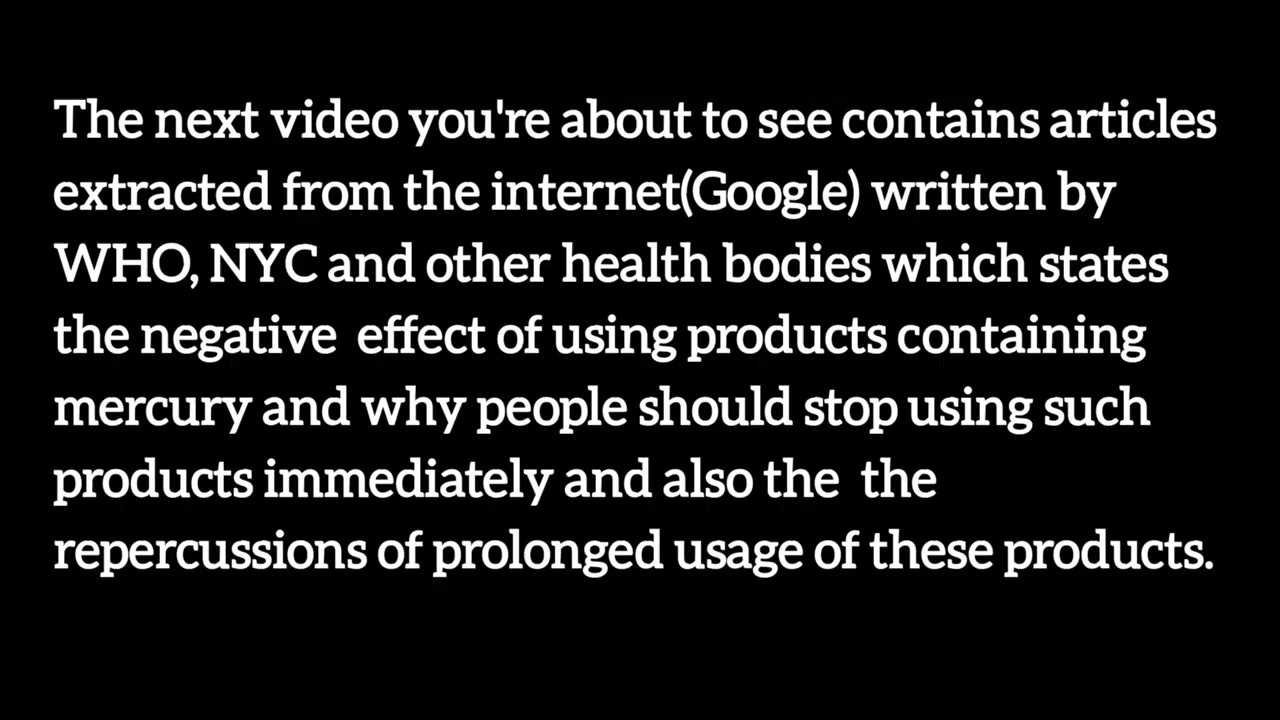 The next video you're about to see contains articles
extracted from the internet(Google) written by
WHO, NYC and other health bodies which states
the negative  effect of using products containing
mercury and why people should stop using such
products immediately and also the  the
repercussions of prolonged usage of these products.